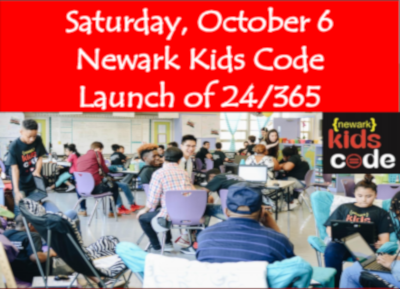 Saturday, October 6
Newark Kids Code
Launch of 24/365
{newark}
kids
code